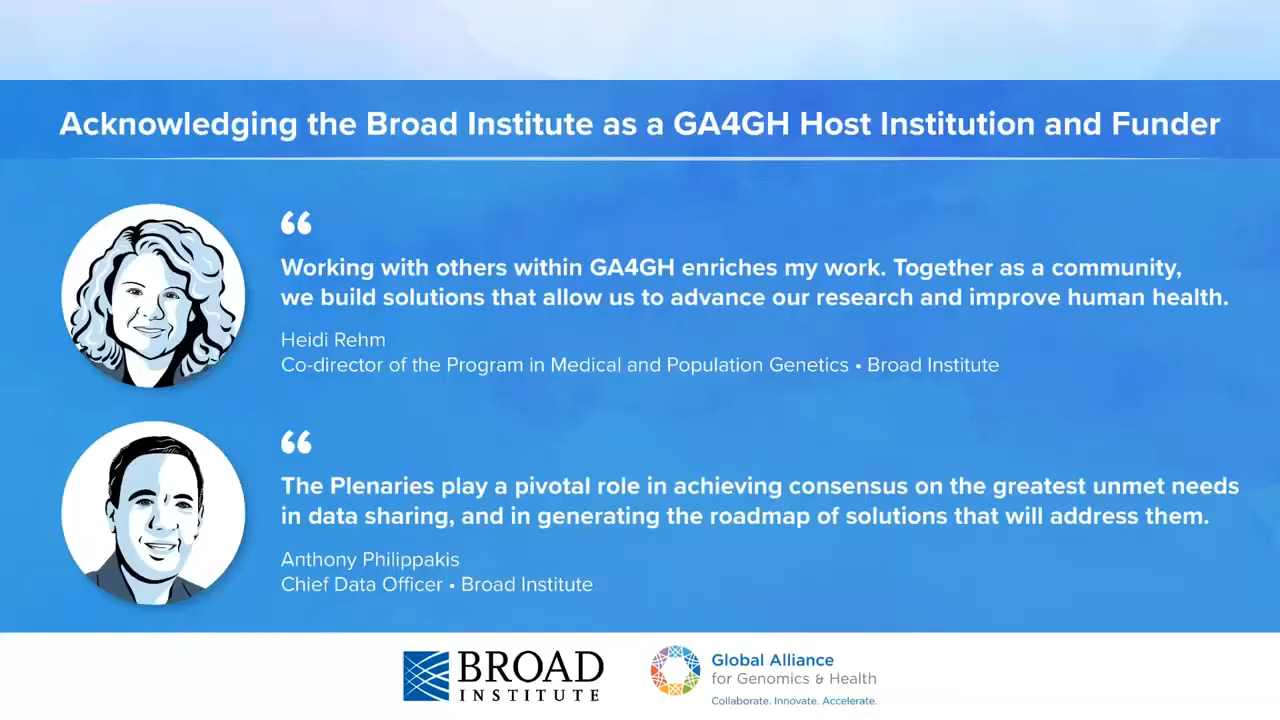 Acknowledging the Broad Institute as a GA4GH Host Institution and Funder
“
Working with others within GA4GH enriches my work. Together as a community,
we build solutions that allow us to advance our research and improve human health.
Heidi Rehm
Co-director of the Program in Medical and Population Genetics • Broad Institute
“
The Plenaries play a pivotal role in achieving consensus on the greatest unmet needs
in data sharing, and in generating the roadmap of solutions that will address them.
Anthony Philippakis
Chief Data Officer • Broad Institute
BROAD
INSTITUTE
Global Alliance
for Genomics & Health
Collaborate. Innovate. Accelerate.